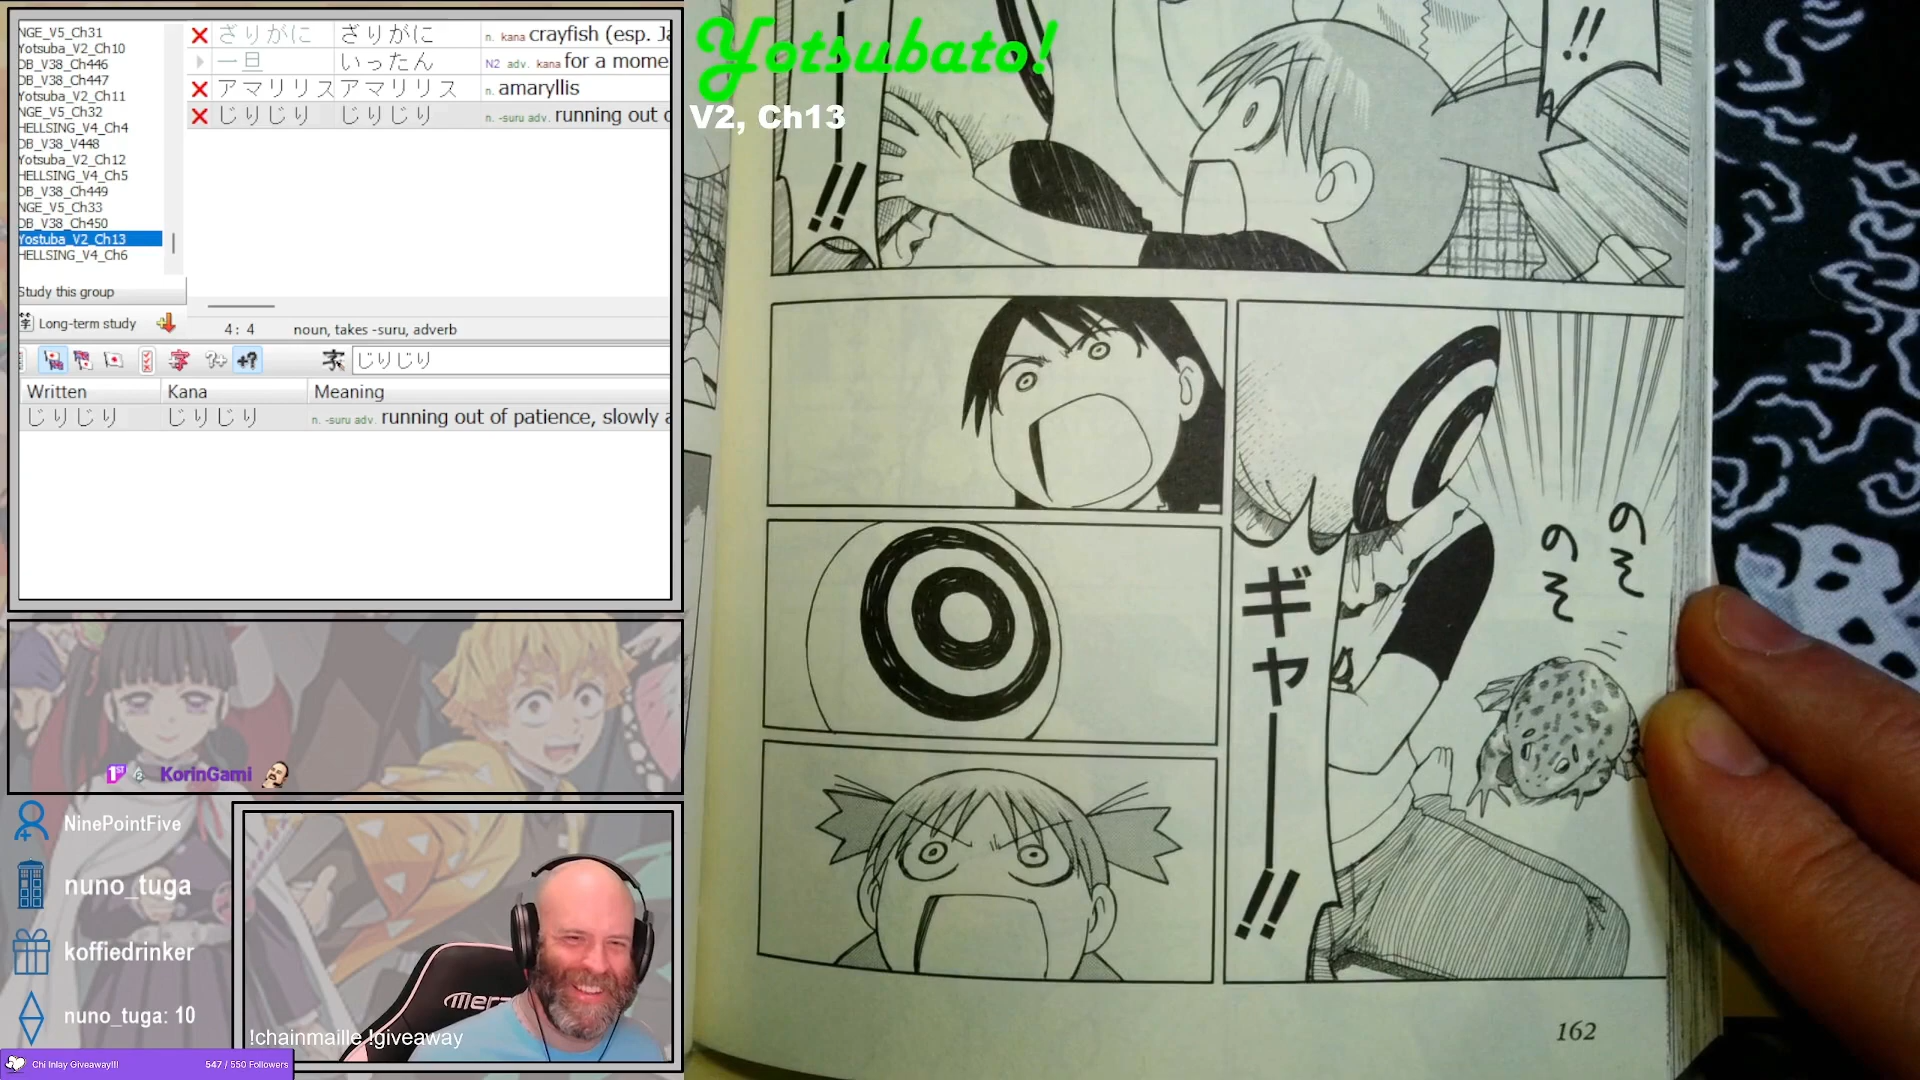 NGE_V5_Ch31
Yotsuba_V2_Ch10
DB_V38_Ch446
DB_V38_Ch447
Yotsuba_V2_Ch11
NGE_V5_Ch32
HELLSING_V4_Ch4
DB_V38_V448
Yotsuba_V2_Ch12
HELLSING_V4_Ch5
DB_V38_Ch449
NGE_V5_Ch33
DB_V38_Ch450
Yostuba_V2_Ch13
HELLSING_V4_Ch6
Study this group
Long-term study
ざりがに ざりがに n. kana crayfish (esp. Ja
一旦 いったん N2 adv. kana for a mome
アマリリス アマリリス n. amaryllis
じりじり じりじり n. -suru adv. running out o
4: 4 noun, takes -suru, adverb
じりじり
Written Kana Meaning
じりじり じりじり n. -suru adv. running out of patience, slowly a
1ST KorinGami
NinePointFive
nuno_tuga
koffiedrinker
nuno_tuga: 10
Chi Inlay Giveaway!!! 547 / 550 Followers
!chainmaille !giveaway
Yotsubato!
V2, Ch13
!!
ー!!
のそ
のそ
ギャー!!
162